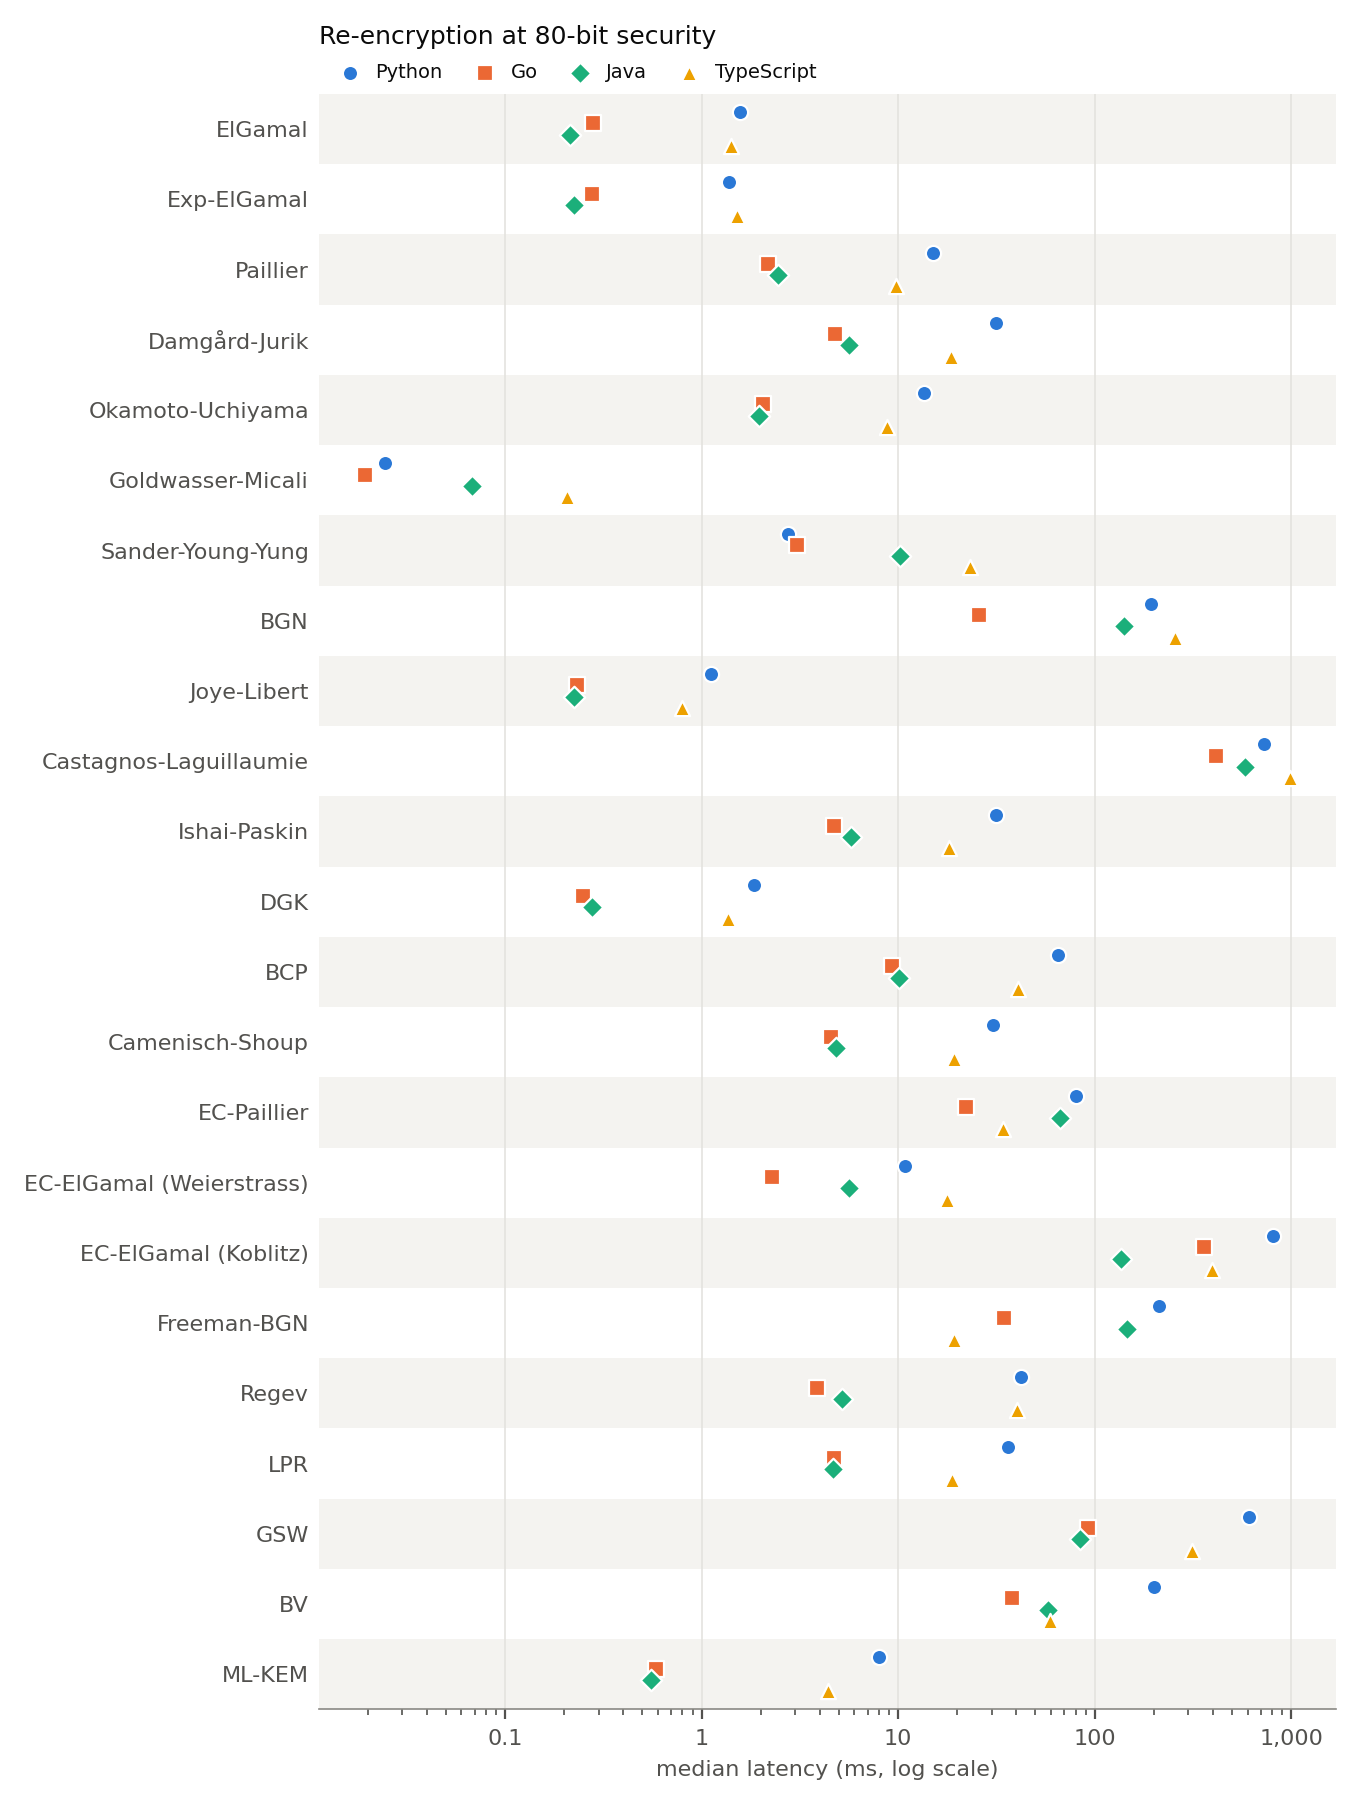 Re-encryption at 80-bit security
Python Go Java TypeScript
ElGamal
Exp-ElGamal
Paillier
Damgård-Jurik
Okamoto-Uchiyama
Goldwasser-Micali
Sander-Young-Yung
BGN
Joye-Libert
Castagnos-Laguillaumie
Ishai-Paskin
DGK
BCP
Camenisch-Shoup
EC-Paillier
EC-ElGamal (Weierstrass)
EC-ElGamal (Koblitz)
Freeman-BGN
Regev
LPR
GSW
BV
ML-KEM
0.1 1 10 100 1,000
median latency (ms, log scale)